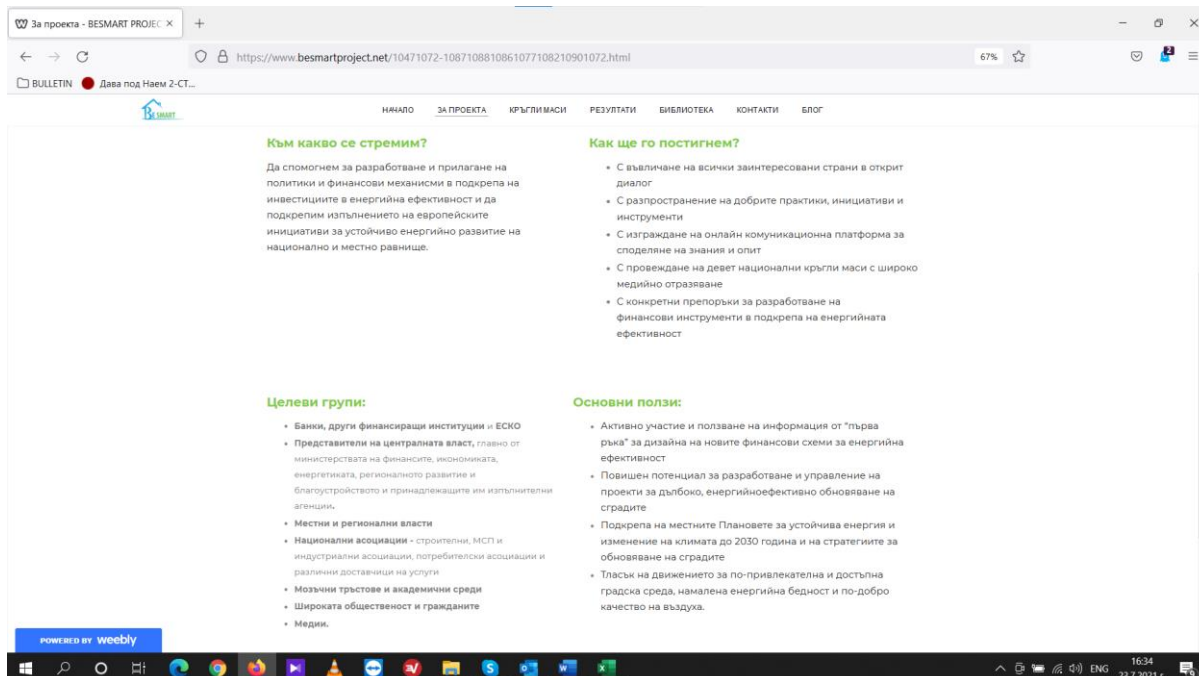 За проекта - BESMART PROJEC
https://www.besmartproject.net/10471072-1087108810861077108210901072.html
67%
2
BULLETIN
Дава под Наем 2-СТ...
BESMART
НАЧАЛО ЗА ПРОЕКТА КРЪГЛИ МАСИ РЕЗУЛТАТИ БИБЛИОТЕКА КОНТАКТИ БЛОГ
Към какво се стремим?
Да спомогнем за разработване и прилагане на
политики и финансови механисми в подкрепа на
инвестициите в енергийна ефективност и да
подкрепим изпълнението на европейските
инициативи за устойчиво енергийно развитие на
национално и местно равнище.
Как ще го постигнем?
С въвличане на всички заинтересовани страни в открит
диалог
С разпространение на добрите практики, инициативи и
инструменти
С изграждане на онлайн комуникационна платформа за
споделяне на знания и опит
С провеждане на девет национални кръгли маси с широко
медийно отразяване
С конкретни препоръки за разработване на
финансови инструменти в подкрепа на енергийната
ефективност
Целеви групи:
Банки, други финансиращи институции и ЕСКО
Представители на централната власт, главно от
министерствата на финансите, икономиката,
енергетиката, регионалното развитие и
благоустройството и принадлежащите им изпълнителни
агенции.
Местни и регионални власти
Национални асоциации - строителни, МСП и
индустриални асоциации, потребителски асоциации и
различни доставчици на услуги
Мозъчни тръстове и академични среди
Широката общественост и гражданите
Медии.
Основни ползи:
Активно участие и ползване на информация от "първа
ръка" за дизайна на новите финансови схеми за енергийна
ефективност
Повишен потенциал за разработване и управление на
проекти за дълбоко, енергийноефективно обновяване на
сградите
Подкрепа на местните Плановете за устойчива енергия и
изменение на климата до 2030 година и на стратегиите за
обновяване на сградите
Тласък на движението за по-привлекателна и достъпна
градска среда, намалена енергийна бедност и по-добро
качество на въздуха.
POWERED BY weebly
ENG
16:34
23.7.2021 г.